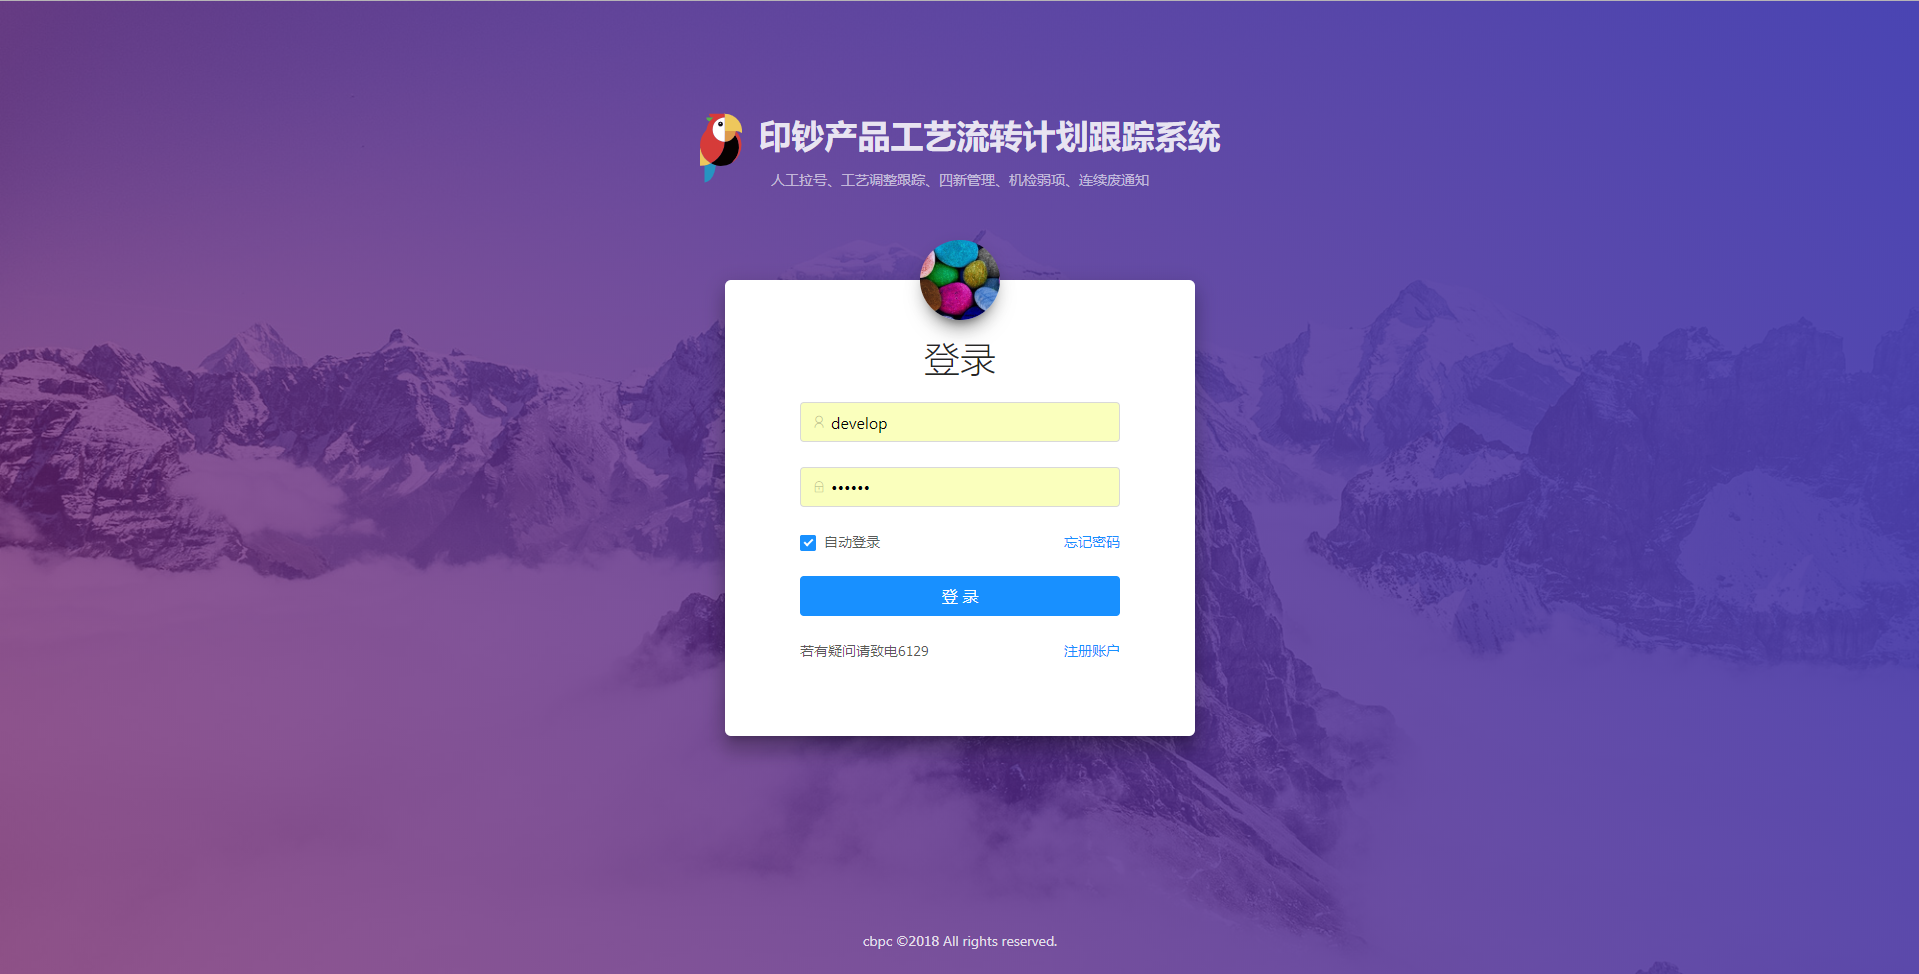 印钞产品工艺流转计划跟踪系统
人工拉号、工艺调整跟踪、四新管理、机检弱项、连续废通知
登录
develop
••••••
自动登录 忘记密码
登 录
若有疑问请致电6129 注册账户
cbpc ©2018 All rights reserved.